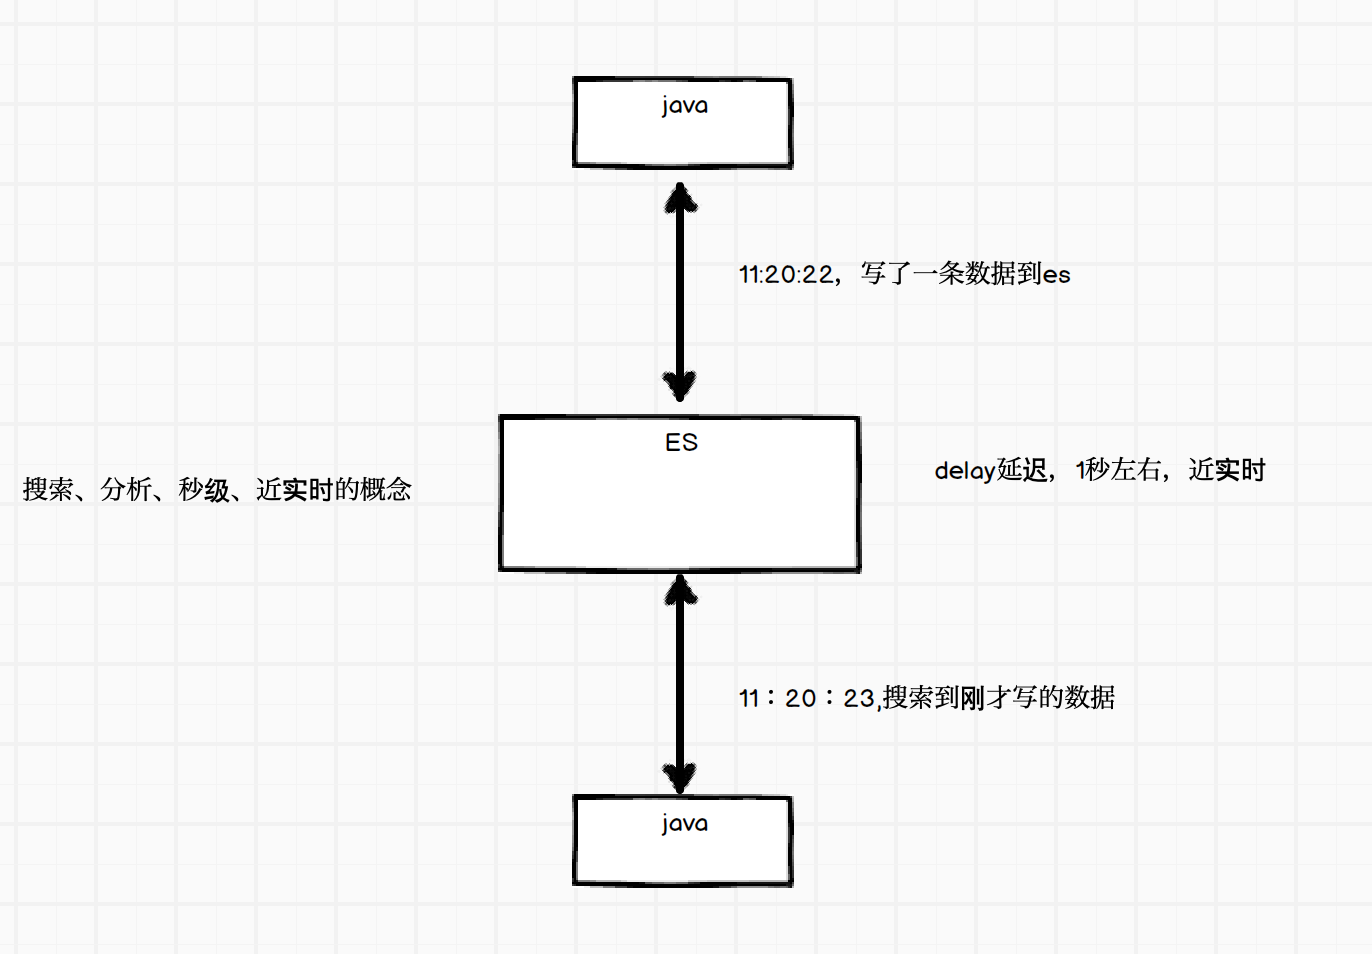 java
11:20:22，写了一条数据到es
ES
delay延迟，1秒左右，近实时
搜索、分析、秒级、近实时的概念
11：20：23,搜索到刚才写的数据
java